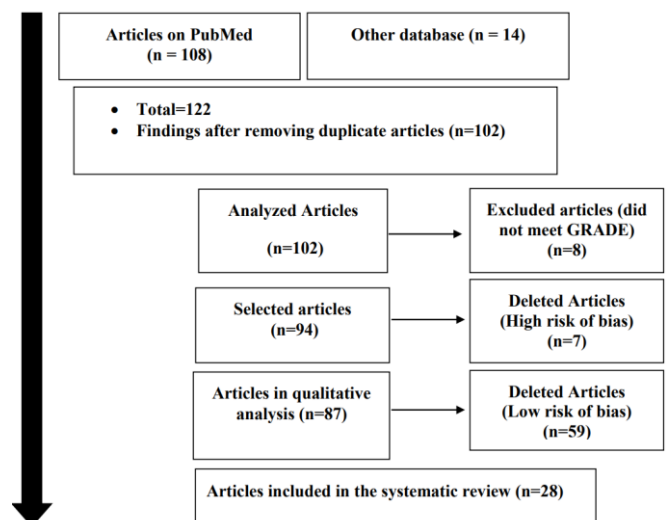 Articles on PubMed
(n = 108)
Other database (n = 14)
• Total=122
• Findings after removing duplicate articles (n=102)
Analyzed Articles
(n=102)
Excluded articles (did
not meet GRADE)
(n=8)
Selected articles
(n=94)
Deleted Articles
(High risk of bias)
(n=7)
Articles in qualitative
analysis (n=87)
Deleted Articles
(Low risk of bias)
(n=59)
Articles included in the systematic review (n=28)